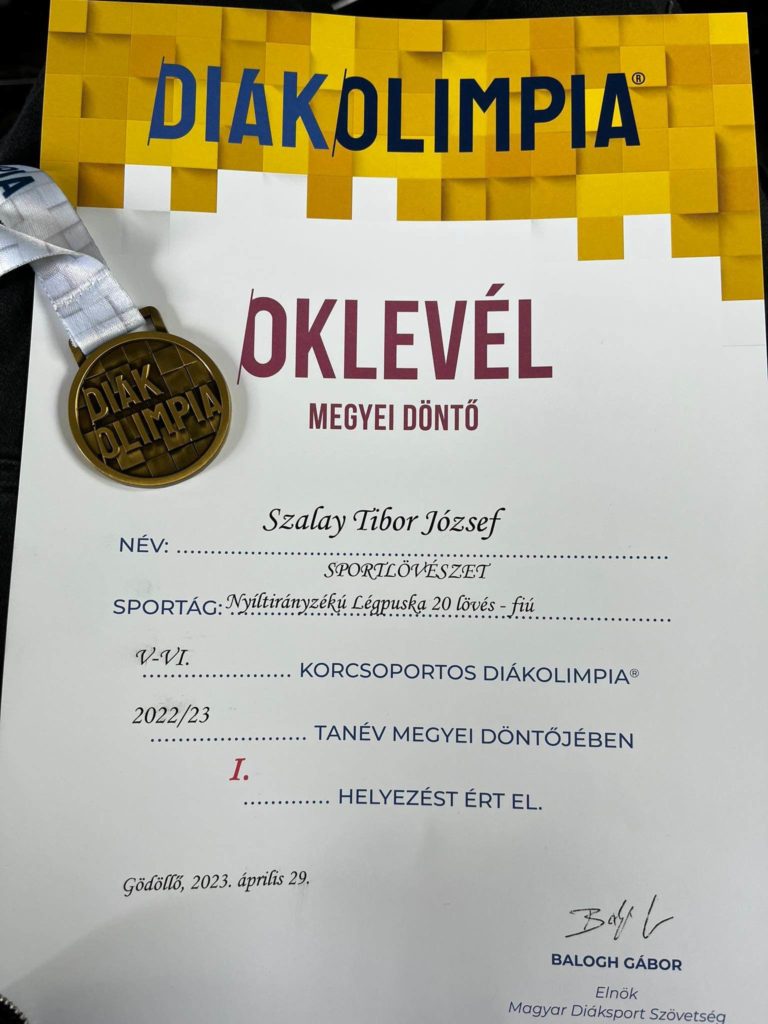 DIÁKOLIMPIA®
OKLEVÉL
MEGYEI DÖNTŐ
DIÁK
OLIMPIA
Szalay Tibor József
NÉV:
SPORTLÖVÉSZET
SPORTÁG: Nyíltirányzékú Légpuska 20 lövés - fiú
V-VI. KORCSOPORTOS DIÁKOLIMPIA®
2022/23 TANÉV MEGYEI DÖNTŐJÉBEN
I. HELYEZÉST ÉRT EL.
Gödöllő, 2023. április 29.
BALOGH GÁBOR
Elnök
Magyar Diáksport Szövetség